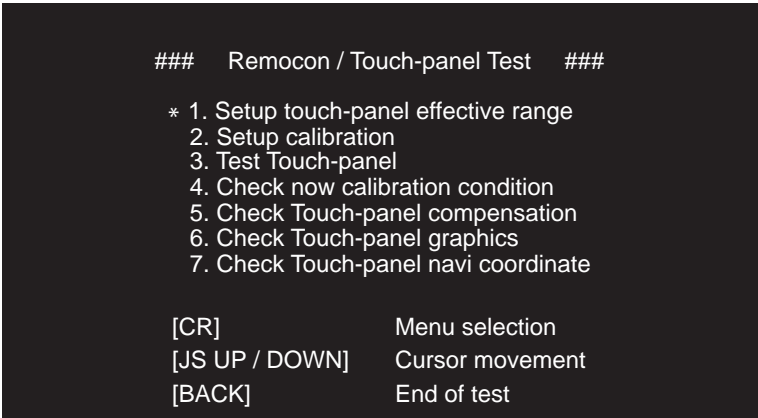 ### Remocon / Touch-panel Test ###
* 1. Setup touch-panel effective range
2. Setup calibration
3. Test Touch-panel
4. Check now calibration condition
5. Check Touch-panel compensation
6. Check Touch-panel graphics
7. Check Touch-panel navi coordinate
[CR] Menu selection
[JS UP / DOWN] Cursor movement
[BACK] End of test